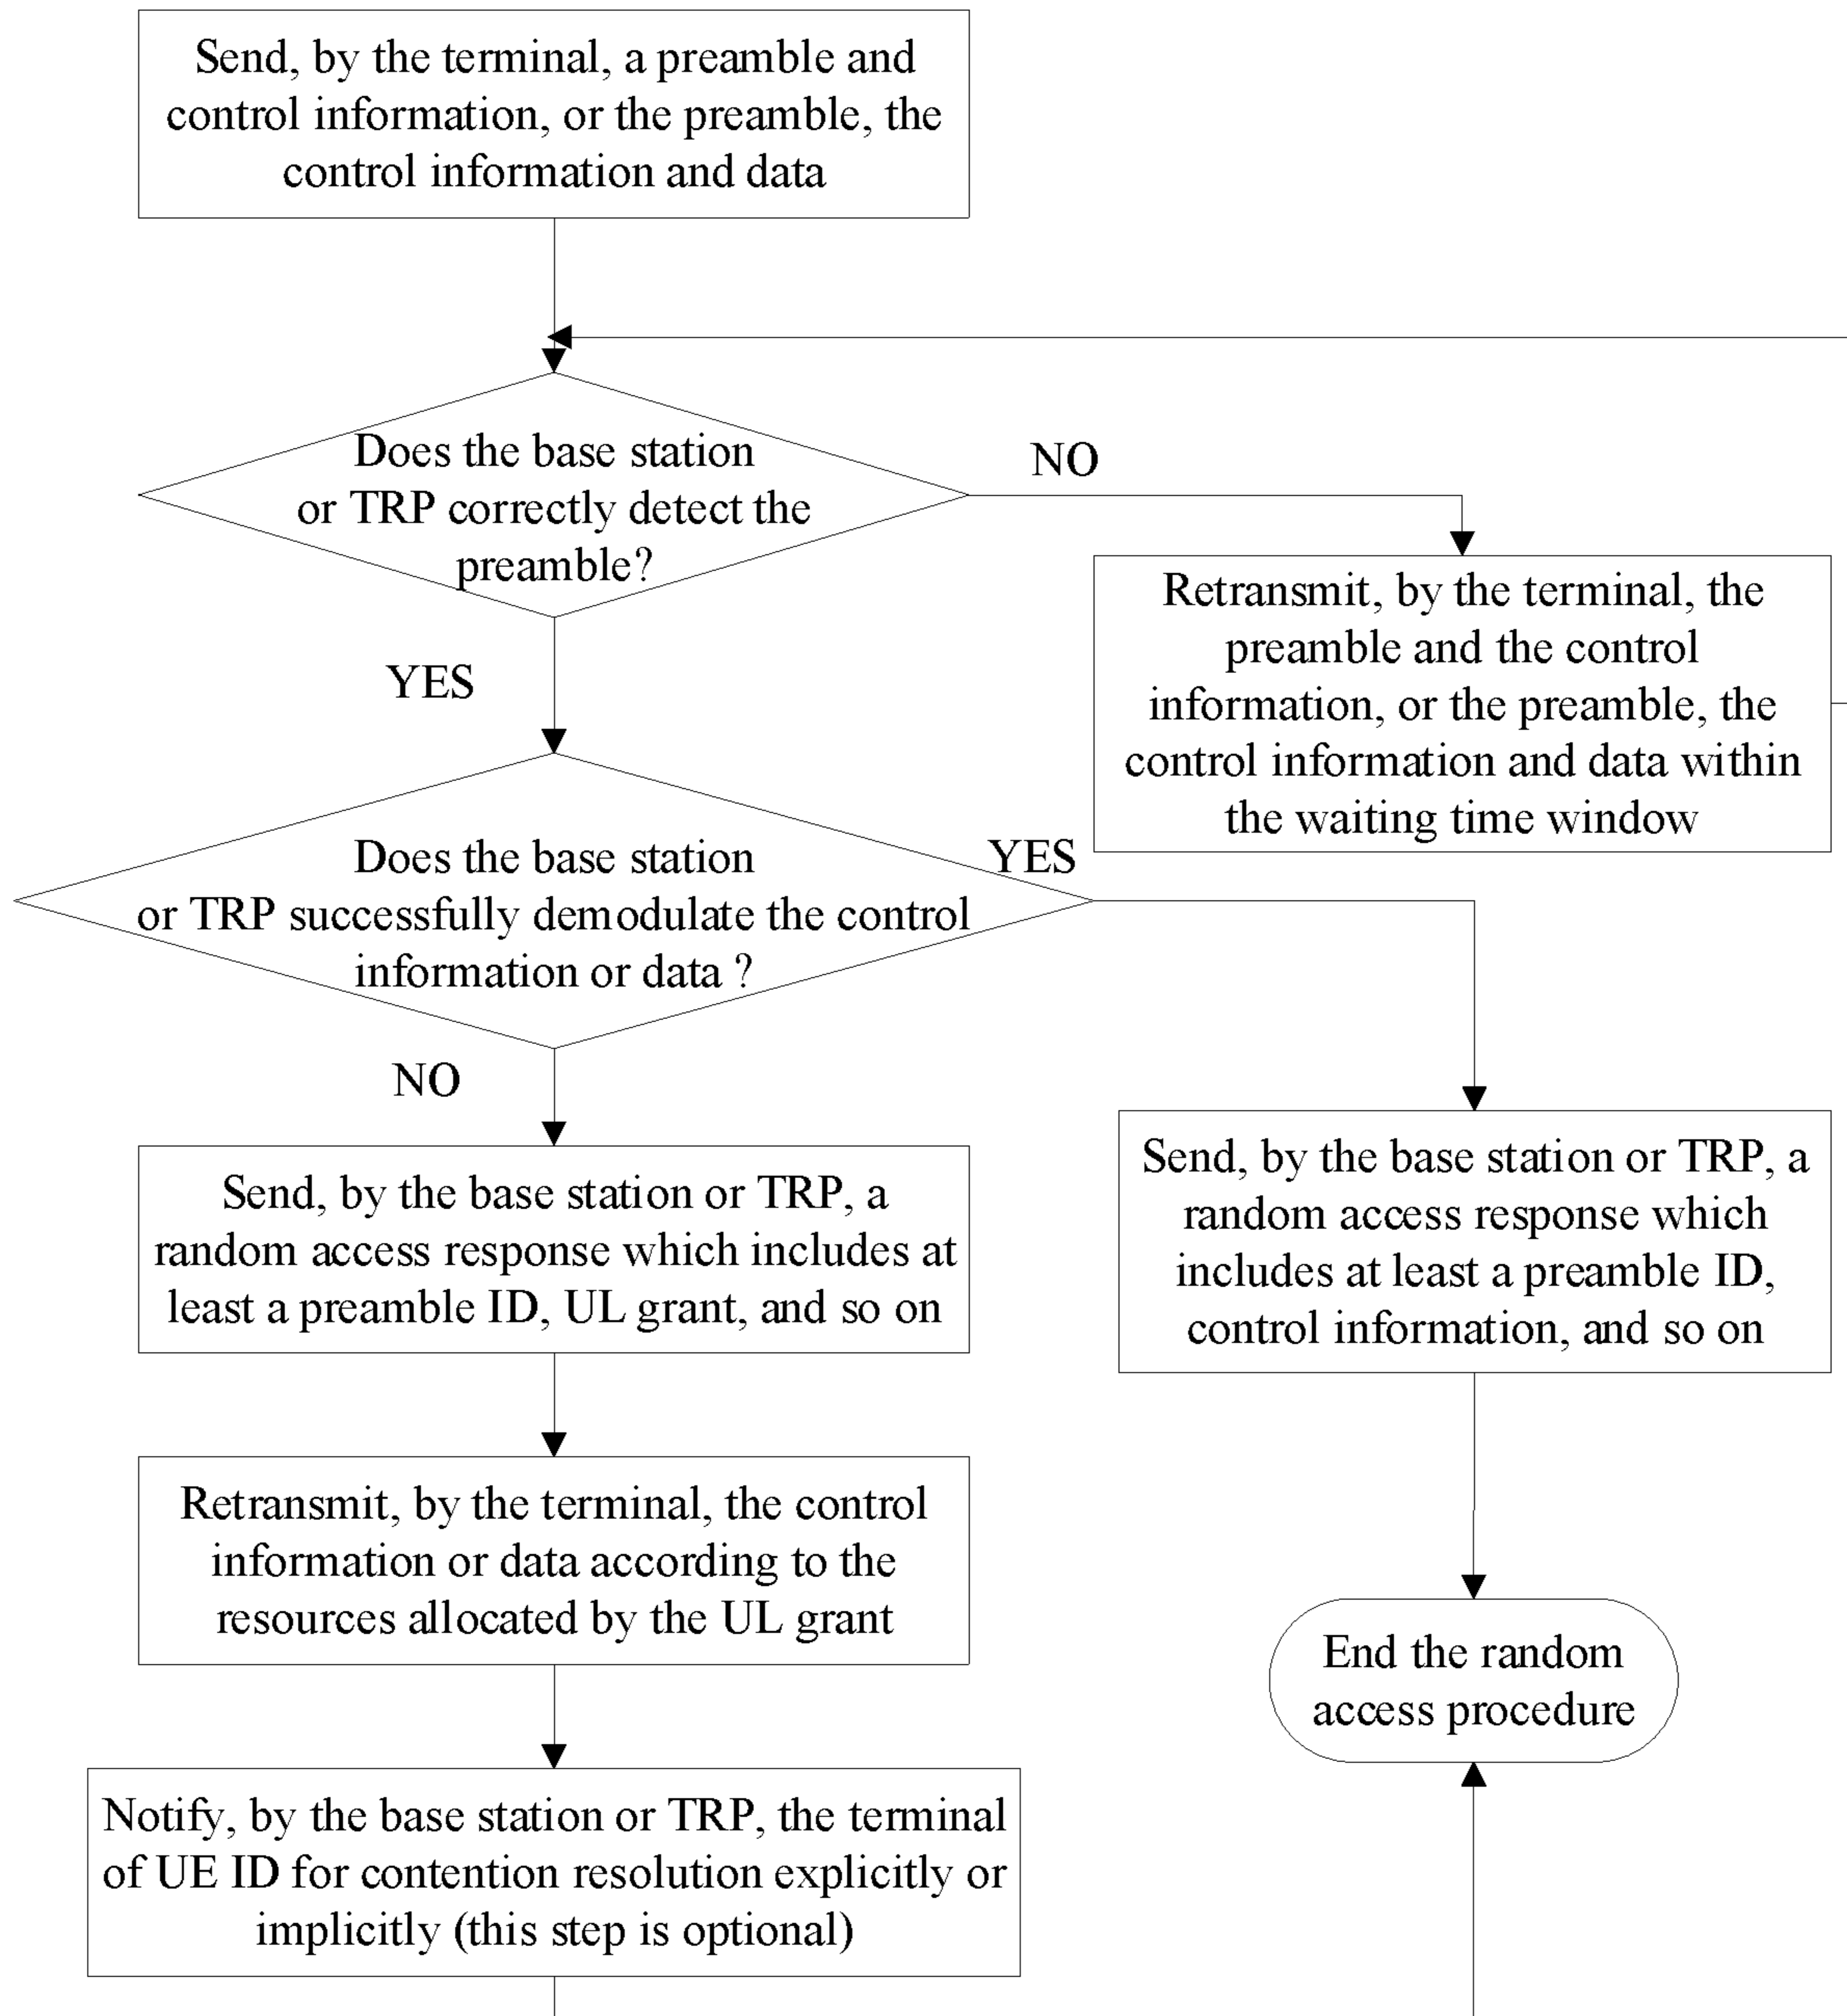 Send, by the terminal, a preamble and
control information, or the preamble, the
control information and data
Does the base station
or TRP correctly detect the
preamble?
NO
Retransmit, by the terminal, the
preamble and the control
information, or the preamble, the
control information and data within
the waiting time window
YES
Does the base station
or TRP successfully demodulate the control
information or data ?
YES
NO
Send, by the base station or TRP, a
random access response which includes at
least a preamble ID, UL grant, and so on
Send, by the base station or TRP, a
random access response which
includes at least a preamble ID,
control information, and so on
Retransmit, by the terminal, the control
information or data according to the
resources allocated by the UL grant
End the random
access procedure
Notify, by the base station or TRP, the terminal
of UE ID for contention resolution explicitly or
implicitly (this step is optional)